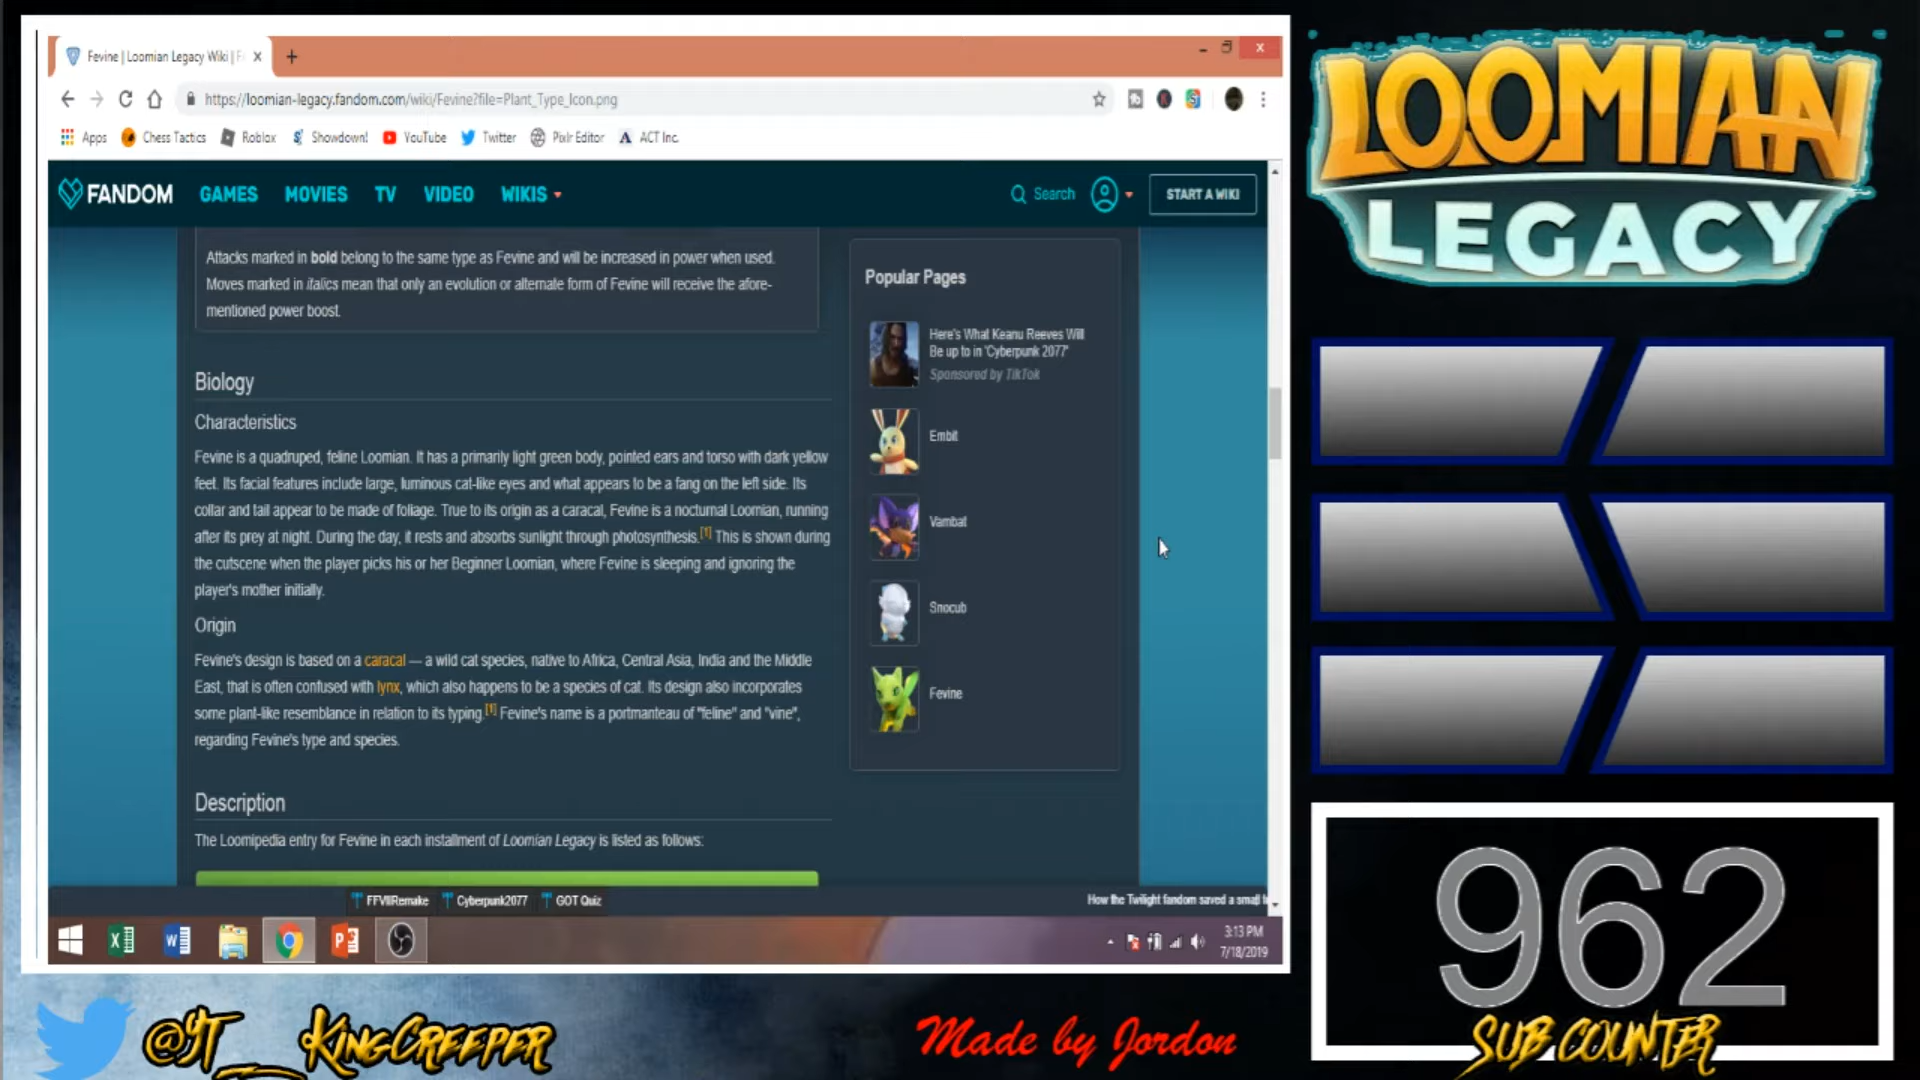 Fevine | Loomian Legacy Wiki | F
https://loomian-legacy.fandom.com/wiki/Fevine?file=Plant_Type_Icon.png
Apps Chess Tactics Roblox Showdown! YouTube Twitter Pixlr Editor ACT Inc.
FANDOM GAMES MOVIES TV VIDEO WIKIS Search START A WIKI
Attacks marked in bold belong to the same type as Fevine and will be increased in power when used.
Moves marked in italics mean that only an evolution or alternate form of Fevine will receive the afore-
mentioned power boost.
Biology
Characteristics
Fevine is a quadruped, feline Loomian. It has a primarily light green body, pointed ears and torso with dark yellow
feet. Its facial features include large, luminous cat-like eyes and what appears to be a fang on the left side. Its
collar and tail appear to be made of foliage. True to its origin as a caracal, Fevine is a nocturnal Loomian, running
after its prey at night. During the day, it rests and absorbs sunlight through photosynthesis.[1] This is shown during
the cutscene when the player picks his or her Beginner Loomian, where Fevine is sleeping and ignoring the
player's mother initially.
Origin
Fevine's design is based on a caracal — a wild cat species, native to Africa, Central Asia, India and the Middle
East, that is often confused with lynx, which also happens to be a species of cat. Its design also incorporates
some plant-like resemblance in relation to its typing.[1] Fevine's name is a portmanteau of "feline" and "vine",
regarding Fevine's type and species.
Description
The Loomipedia entry for Fevine in each installment of Loomian Legacy is listed as follows:
Popular Pages
Here's What Keanu Reeves Will
Be up to in 'Cyberpunk 2077'
Sponsored by TikTok
Embit
Vambat
Snocub
Fevine
FFVIIRemake Cyberpunk2077 GOT Quiz
How the Twilight fandom saved a small
3:13 PM
7/18/2019
LOOMIAN
LEGACY
962
SUB COUNTER
@YT__KingCreeper
Made by Jordon